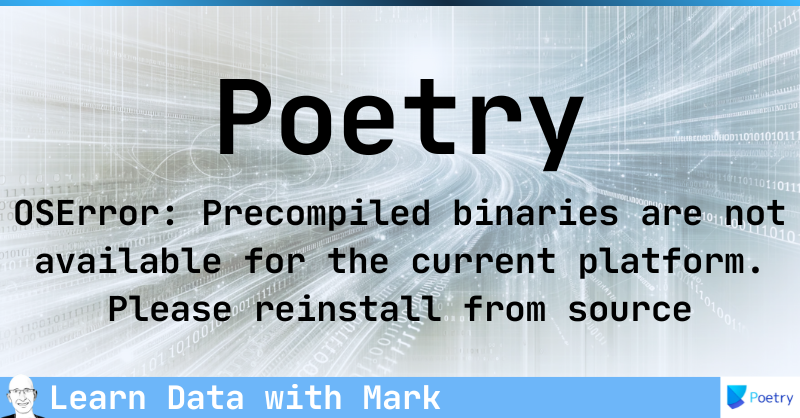 Poetry
OSError: Precompiled binaries are not
available for the current platform.
Please reinstall from source
Learn Data with Mark
Poetry